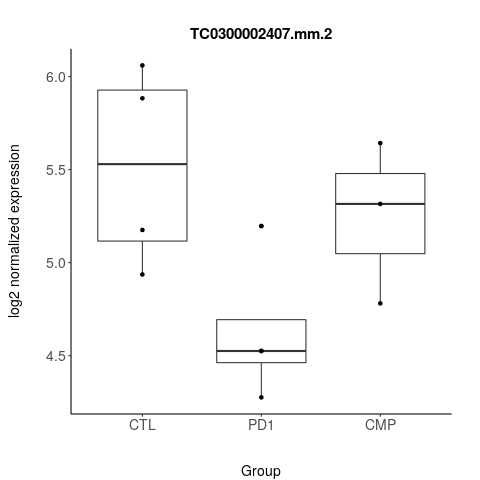 TC0300002407.mm.2
log2 normalized expression
6.0
5.5
5.0
4.5
CTL
PD1
CMP
Group